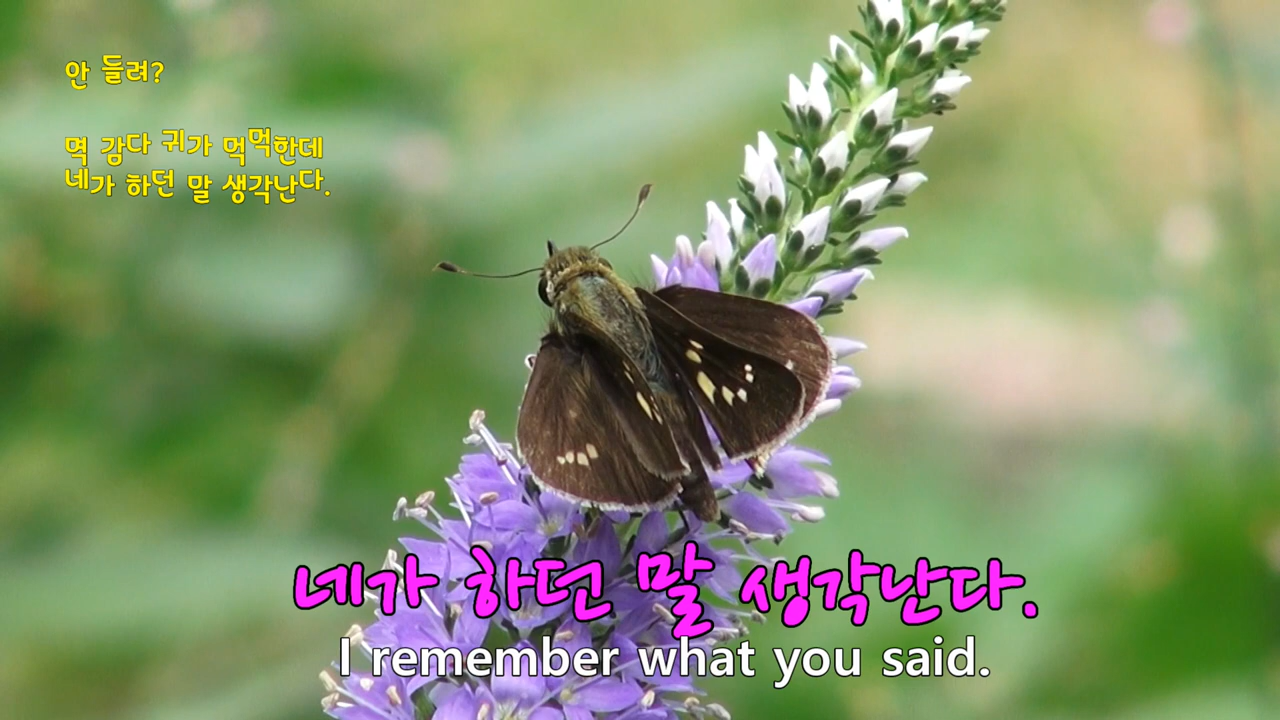 안 들려?
멱 감다 귀가 먹먹한데
네가 하던 말 생각난다.
네가 하던 말 생각난다.
I remember what you said.